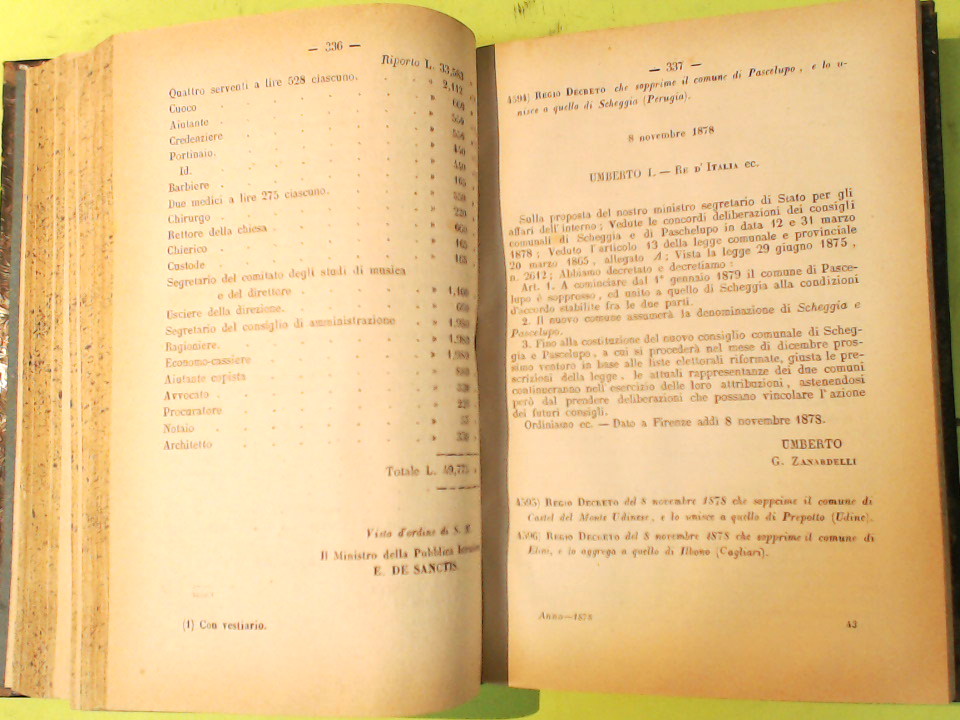 — 336 —
Riporto L. 33,563
Quattro serventi a lire 528 ciascuno. » 2,112
Cuoco »
Aiutante »
Credenziere »
Portinaio. »
Id. »
Barbiere »
Due medici a lire 275 ciascuno. »
Chirurgo » 220
Rettore della chiesa »
Chierico » 165
Custode » 165
Segretario del comitato degli studi di musica
e del direttore »
Usciere della direzione. »
Segretario del consiglio di amministrazione »
Ragioniere. »
Economo-cassiere »
Aiutante copista »
Avvocato »
Procuratore »
Notaio »
Architetto »
Totale L.
Visto d'ordine di S. M.
Il Ministro della Pubblica
E. DE SANCTIS
(1) Con vestiario.
— 337 —
4594) REGIO DECRETO che sopprime il comune di Pascelupo, e lo u-
nisce a quello di Scheggia (Perugia).
8 novembre 1878
UMBERTO I. — RE D'ITALIA ec.
Sulla proposta del nostro ministro segretario di Stato per gli
affari dell'interno; Vedute le concordi deliberazioni dei consigli
comunali di Scheggia e di Paschelupo in data 12 e 31 marzo
1878; Veduto l'articolo 13 della legge comunale e provinciale
20 marzo 1865, allegato A; Vista la legge 29 giugno 1875,
n. 2612; Abbiamo decretato e decretiamo:
Art. 1. A cominciare dal 1° gennaio 1879 il comune di Pasce-
lupo è soppresso, ed unito a quello di Scheggia alla condizioni
d'accordo stabilite fra le due parti.
2. Il nuovo comune assumerà la denominazione di Scheggia e
Pascelupo.
3. Fino alla costituzione del nuovo consiglio comunale di Scheg-
gia e Pascelupo, a cui si procederà nel mese di dicembre pros-
simo venturo in base alle liste elettorali riformate, giusta le pre-
scrizioni della legge, le attuali rappresentanze dei due comuni
continueranno nell'esercizio delle loro attribuzioni, astenendosi
però dal prendere deliberazioni che possano vincolare l'azione
dei futuri consigli.
Ordiniamo ec. — Dato a Firenze addì 8 novembre 1878.
UMBERTO
G. ZANARDELLI
4595) REGIO DECRETO del 8 novembre 1878 che sopprime il comune di
Castel del Monte Udinese, e lo unisce a quello di Prepotto (Udine).
4596) REGIO DECRETO del 8 novembre 1878 che sopprime il comune di
Elini, e lo aggrega a quello di Ilbono (Cagliari).
Anno—1878
43